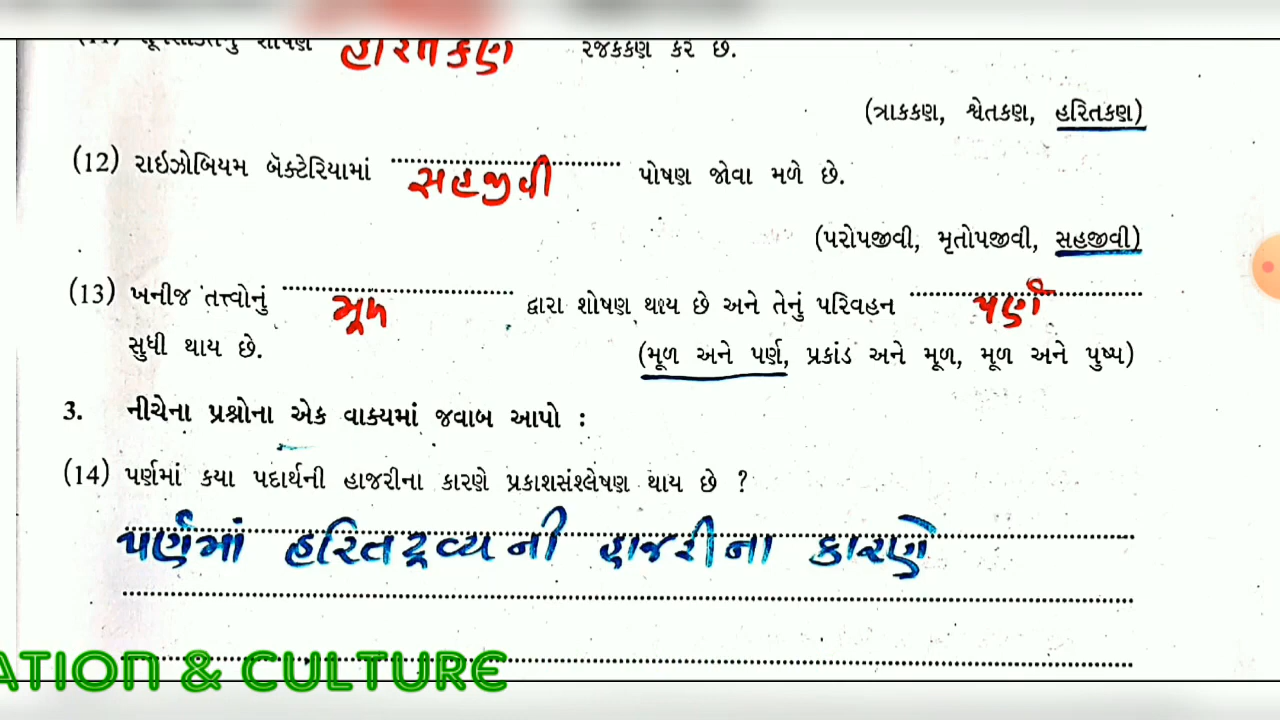 હરિતકણ રજકકણ કરે છે.
(ત્રાકકણ, શ્વેતકણ, હરિતકણ)
(12) રાઇઝોબિયમ બૅક્ટેરિયામાં સહજીવી પોષણ જોવા મળે છે.
(પરોપજીવી, મૃતોપજીવી, સહજીવી)
(13) ખનીજ તત્ત્વોનું મૂળ દ્વારા શોષણ થાય છે અને તેનું પરિવહન પર્ણ
સુધી થાય છે. (મૂળ અને પર્ણ, પ્રકાંડ અને મૂળ, મૂળ અને પુષ્પ)
3. નીચેના પ્રશ્નોના એક વાક્યમાં જવાબ આપો :
(14) પર્ણમાં કયા પદાર્થની હાજરીના કારણે પ્રકાશસંશ્લેષણ થાય છે ?
પર્ણમાં હરિતદ્રવ્યની હાજરીના કારણે
ATION & CULTURE